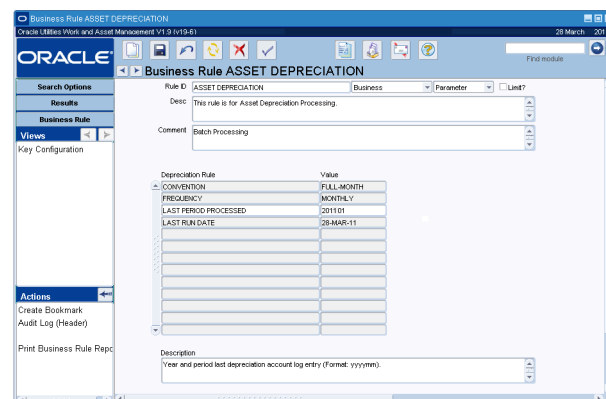 Business Rule ASSET DEPRECIATION
Oracle Utilities Work and Asset Management V1.9 (v19-6) 28 March 201
ORACLE
Find module
Business Rule ASSET DEPRECIATION
Search Options
Results
Business Rule
Views
Key Configuration
Actions
Create Bookmark
Audit Log (Header)
Print Business Rule Repo
Rule ID ASSET DEPRECIATION Business Parameter Limit?
Desc This rule is for Asset Depreciation Processing.
Comment Batch Processing
Depreciation Rule Value
CONVENTION FULL-MONTH
FREQUENCY MONTHLY
LAST PERIOD PROCESSED 201101
LAST RUN DATE 28-MAR-11
Description
Year and period last depreciation account log entry (Format: yyyymm).